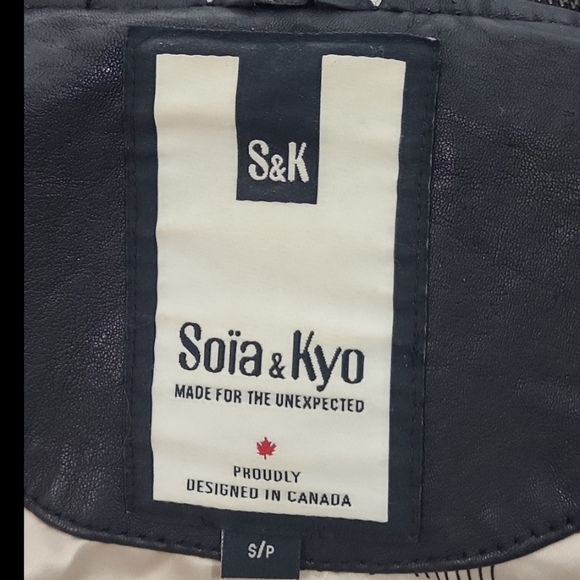 S&K
Soïa & Kyo
MADE FOR THE UNEXPECTED
PROUDLY
DESIGNED IN CANADA
S/P